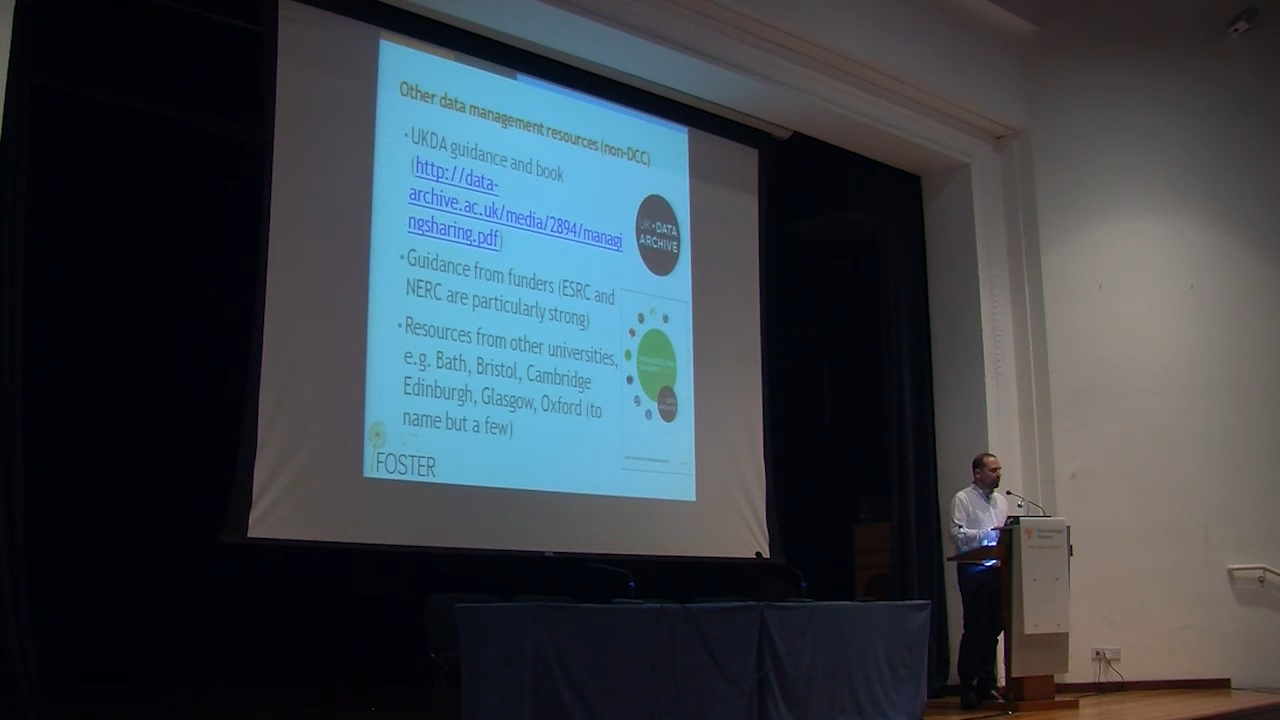 Other data management resources (non-DCC)
• UKDA guidance and book
(http://data-
archive.ac.uk/media/2894/managi
ngsharing.pdf)
• Guidance from funders (ESRC and
NERC are particularly strong)
• Resources from other universities,
e.g. Bath, Bristol, Cambridge
Edinburgh, Glasgow, Oxford (to
name but a few)
UK•DATA
ARCHIVE
FOSTER